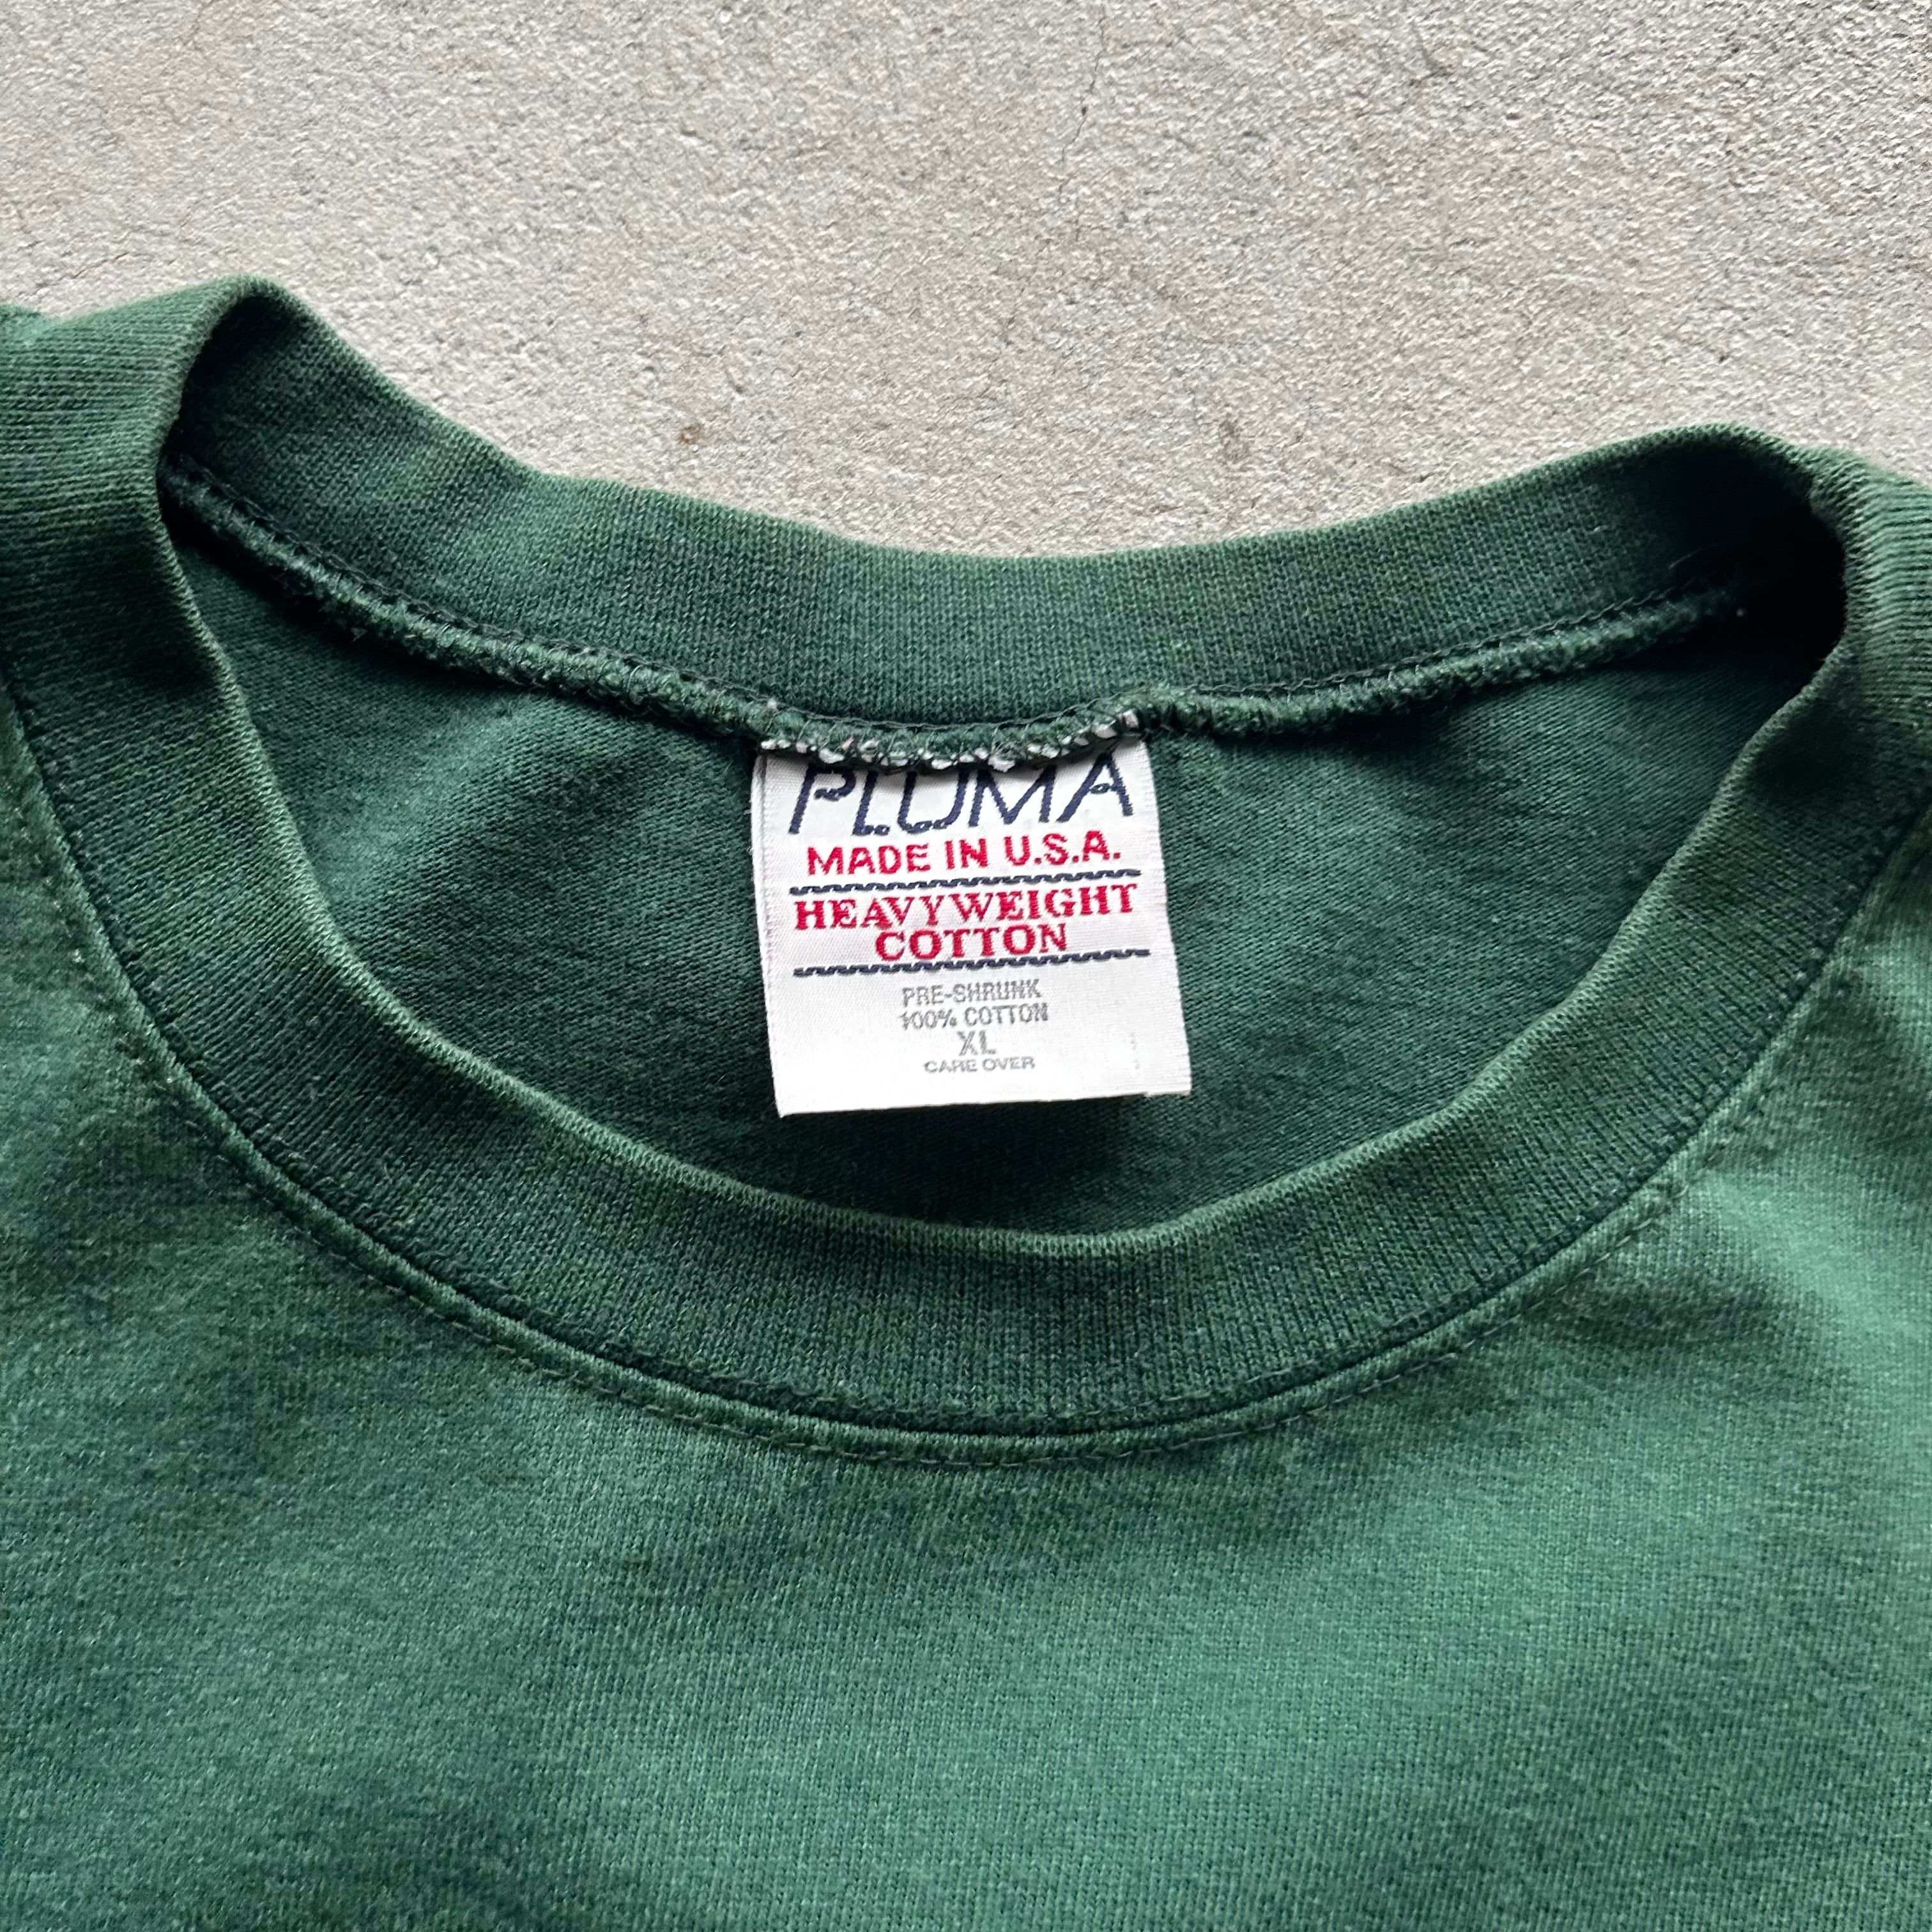 PLUMA
MADE IN U.S.A.
HEAVYWEIGHT
COTTON
PRE-SHRUNK
100% COTTON
XL
CARE OVER